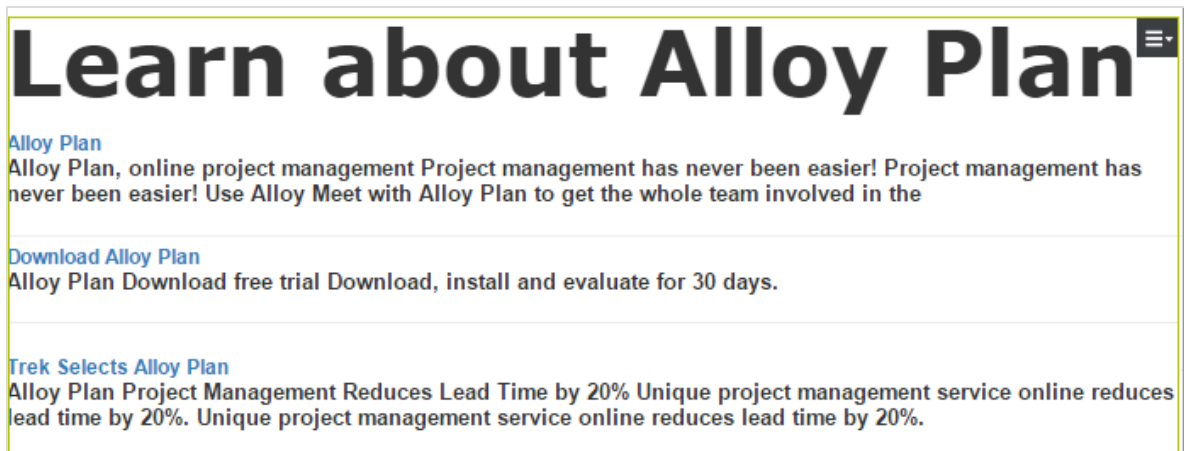 Learn about Alloy Plan
Alloy Plan
Alloy Plan, online project management Project management has never been easier! Project management has
never been easier! Use Alloy Meet with Alloy Plan to get the whole team involved in the
Download Alloy Plan
Alloy Plan Download free trial Download, install and evaluate for 30 days.
Trek Selects Alloy Plan
Alloy Plan Project Management Reduces Lead Time by 20% Unique project management service online reduces
lead time by 20%. Unique project management service online reduces lead time by 20%.